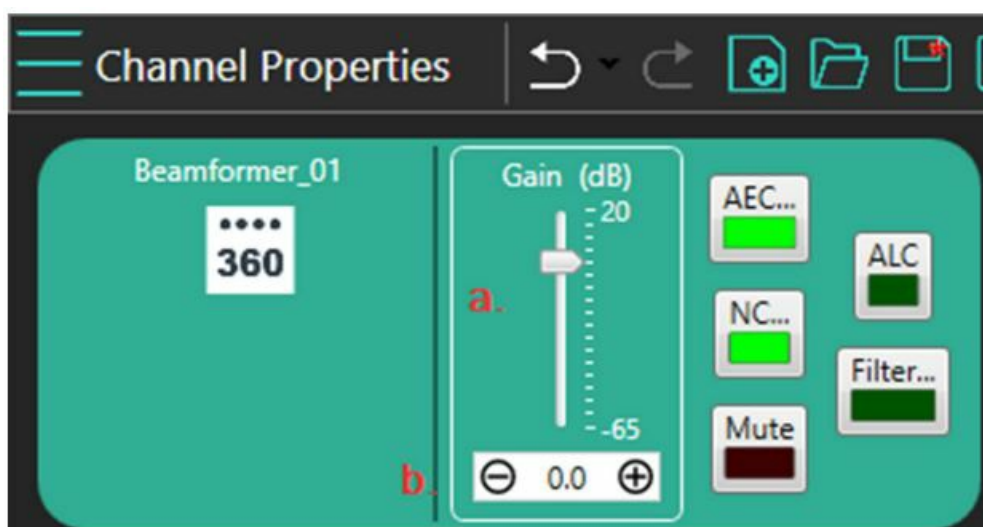 Channel Properties
Beamformer_01
360
Gain (dB)
20
a.
-65
b.
0.0
AEC...
NC...
Mute
ALC
Filter...